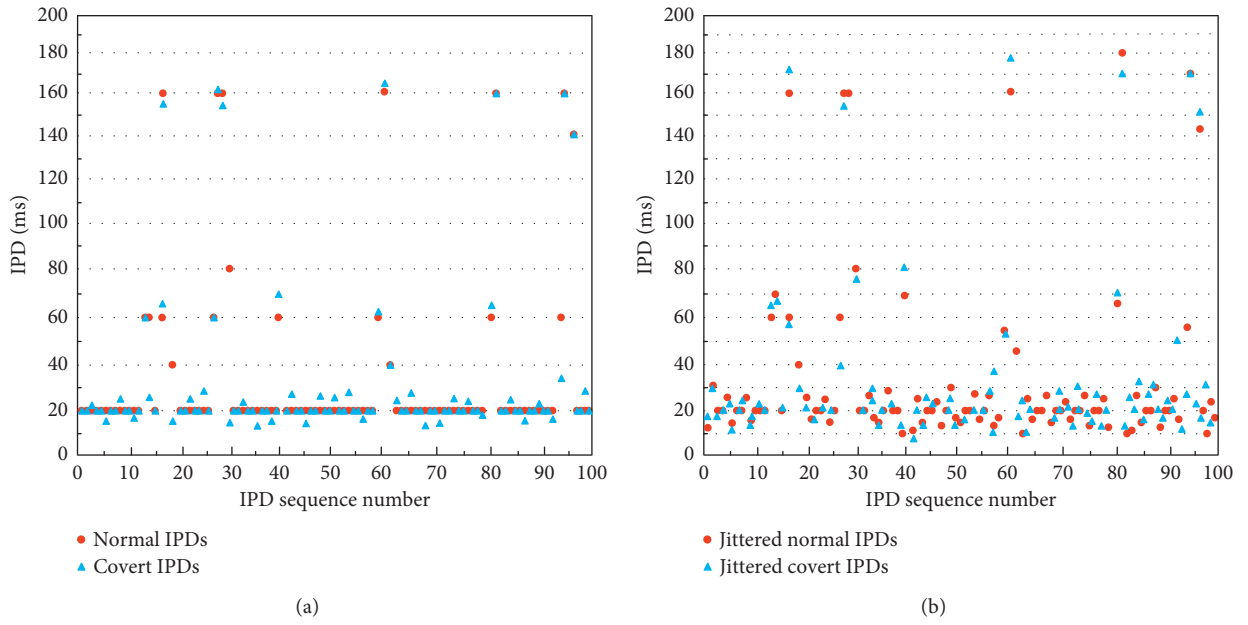 200
180
160
140
120
100
80
60
40
20
0
IPD (ms)
0 10 20 30 40 50 60 70 80 90 100
IPD sequence number
Normal IPDs
Covert IPDs
(a)
200
180
160
140
120
100
80
60
40
20
0
IPD (ms)
0 10 20 30 40 50 60 70 80 90 100
IPD sequence number
Jittered normal IPDs
Jittered covert IPDs
(b)